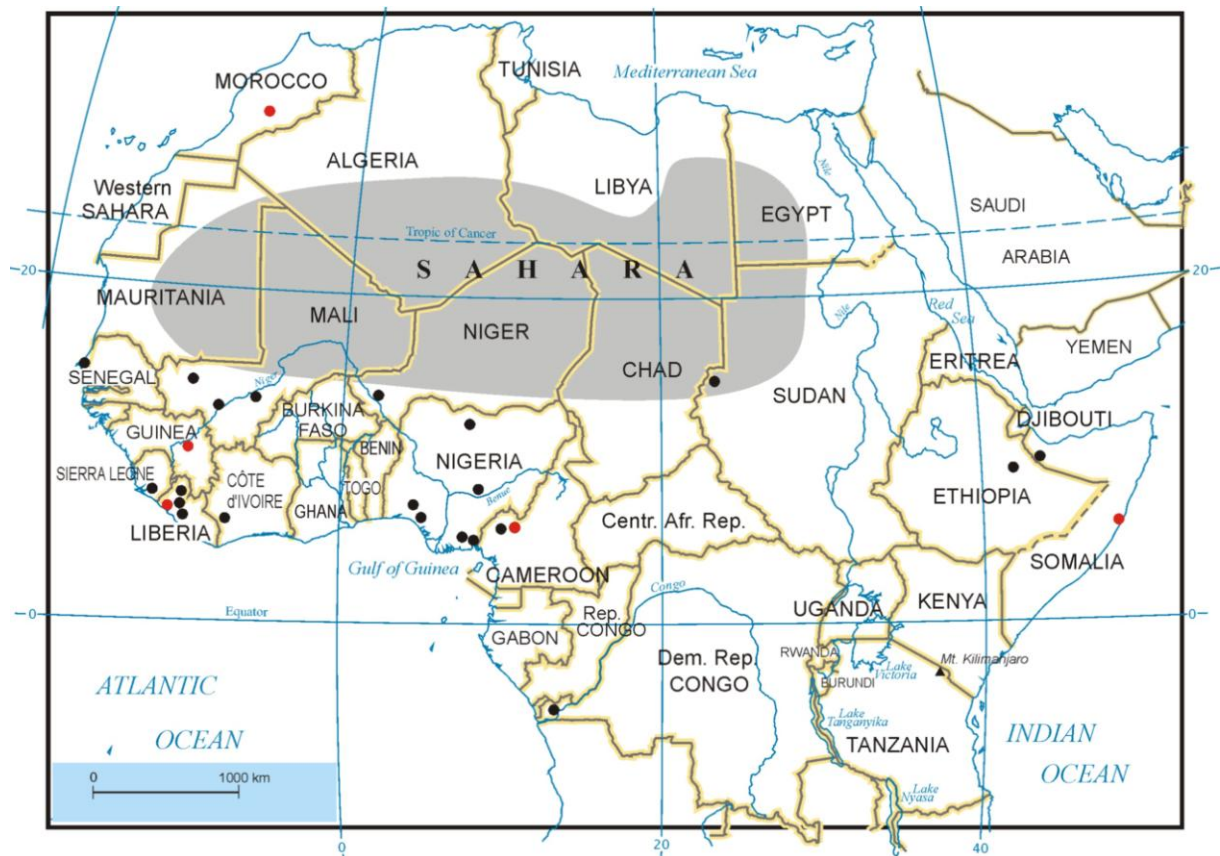 Mediterranean Sea
TUNISIA
MOROCCO
ALGERIA
LIBYA
EGYPT
Nile
Western
SAHARA
SAUDI
ARABIA
Tropic of Cancer
S A H A R A
20
20
MAURITANIA
MALI
NIGER
CHAD
SUDAN
Nile
Red
Sea
YEMEN
ERITREA
SENEGAL
Niger
BURKINA
FASO
DJIBOUTI
GUINEA
BENIN
NIGERIA
SIERRA LEONE
CÔTE
d'IVOIRE
GHANA
TOGO
Benue
ETHIOPIA
LIBERIA
Centr. Afr. Rep.
SOMALIA
Gulf of Guinea
CAMEROON
Congo
UGANDA
KENYA
0
Equator
0
GABON
Rep.
CONGO
RWANDA
Mt. Kilimanjaro
Lake
Victoria
Dem. Rep.
CONGO
BURUNDI
ATLANTIC
OCEAN
Lake
Tanganyika
TANZANIA
INDIAN
OCEAN
0
1000 km
Lake
Nyasa
0
20
40